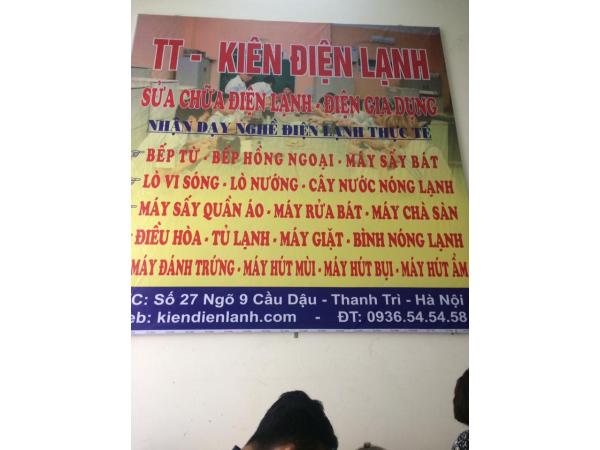 TT - KIÊN ĐIỆN LẠNH
SỬA CHỮA ĐIỆN LẠNH - ĐIỆN GIA DỤNG
NHẬN DẠY NGHỀ ĐIỆN LẠNH THỰC TẾ
BẾP TỪ - BẾP HỒNG NGOẠI - MÁY SẤY BÁT
LÒ VI SÓNG - LÒ NƯỚNG - CÂY NƯỚC NÓNG LẠNH
MÁY SẤY QUẦN ÁO - MÁY RỬA BÁT - MÁY CHÀ SÀN
ĐIỀU HÒA - TỦ LẠNH - MÁY GIẶT - BÌNH NÓNG LẠNH
MÁY ĐÁNH TRỨNG - MÁY HÚT MÙI - MÁY HÚT BỤI - MÁY HÚT ẨM
C: Số 27 Ngõ 9 Cầu Dậu - Thanh Trì - Hà Nội
eb: kiendienlanh.com - ĐT: 0936.54.54.58